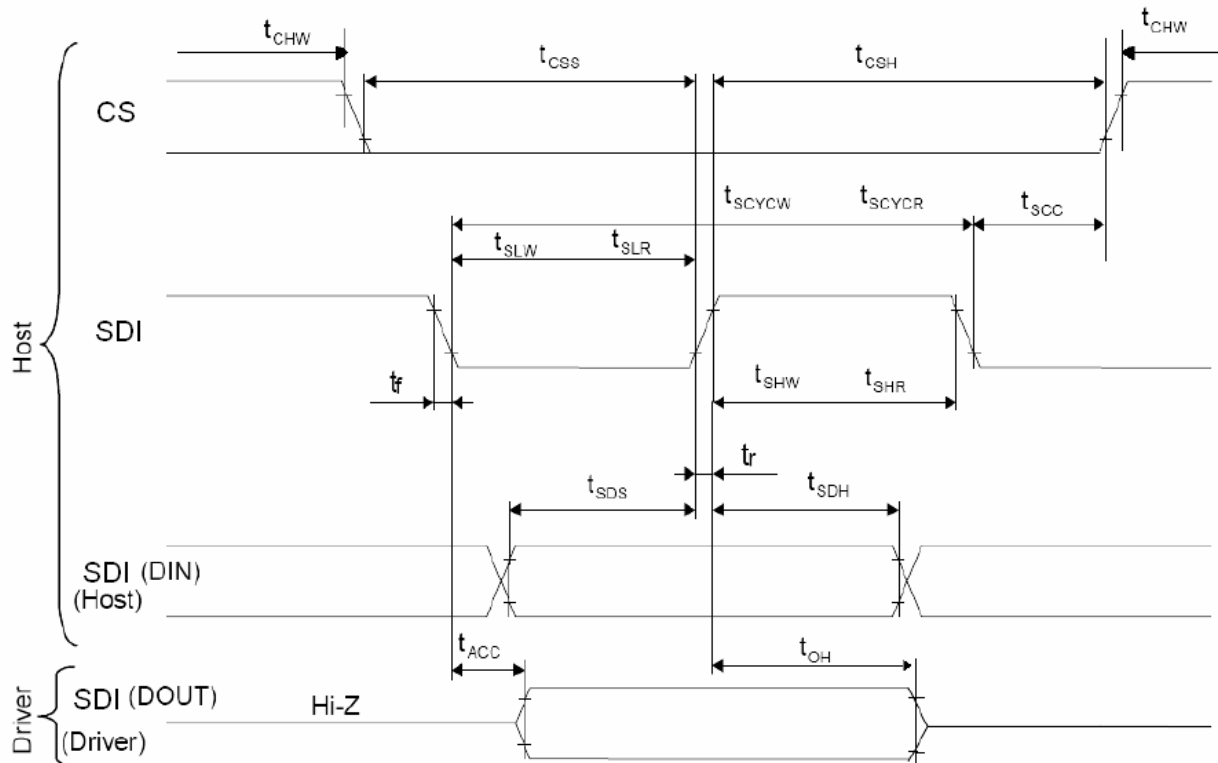 tCHW
tCHW
tCSS
tCSH
CS
tSCYCW
tSCYCR
tSCC
tSLW
tSLR
Host
SDI
tf
tSHW
tSHR
tr
tSDS
tSDH
SDI (DIN)
(Host)
tACC
tOH
Driver
SDI (DOUT)
Hi-Z
(Driver)